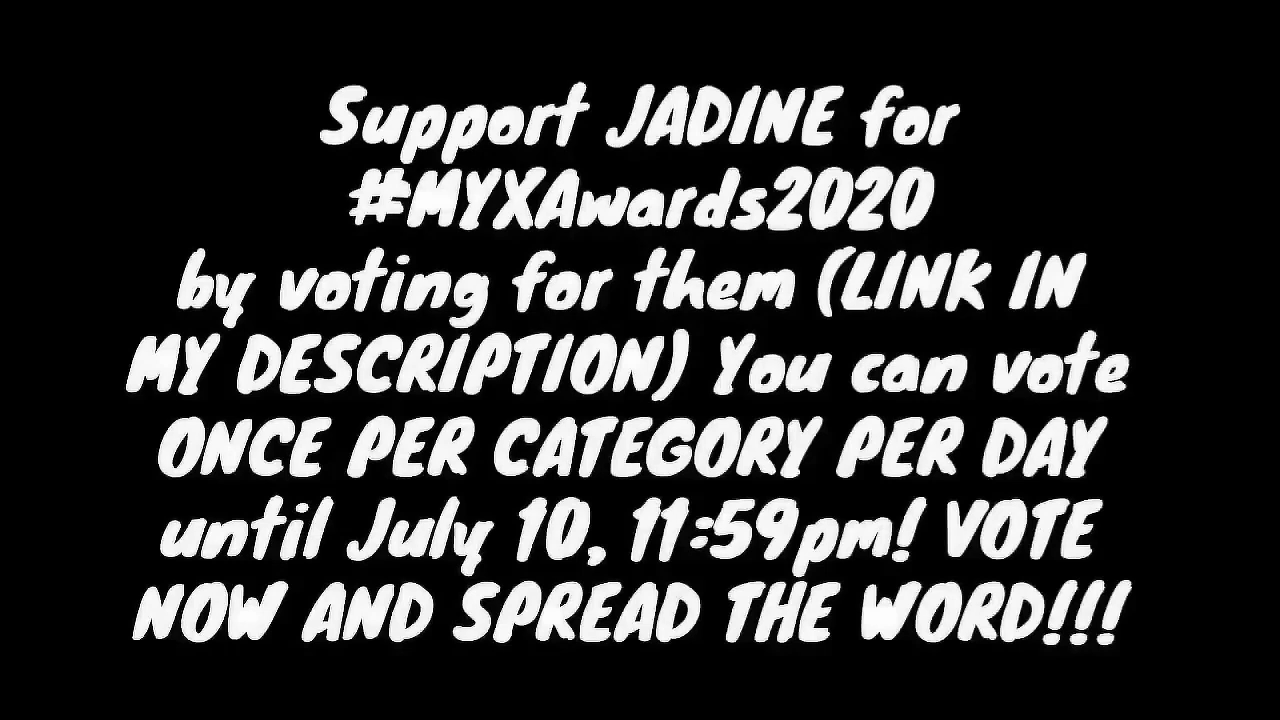 Support JADINE for
#MYXAwards2020
by voting for them (LINK IN
MY DESCRIPTION) You can vote
ONCE PER CATEGORY PER DAY
until July 10, 11:59pm! VOTE
NOW AND SPREAD THE WORD!!!